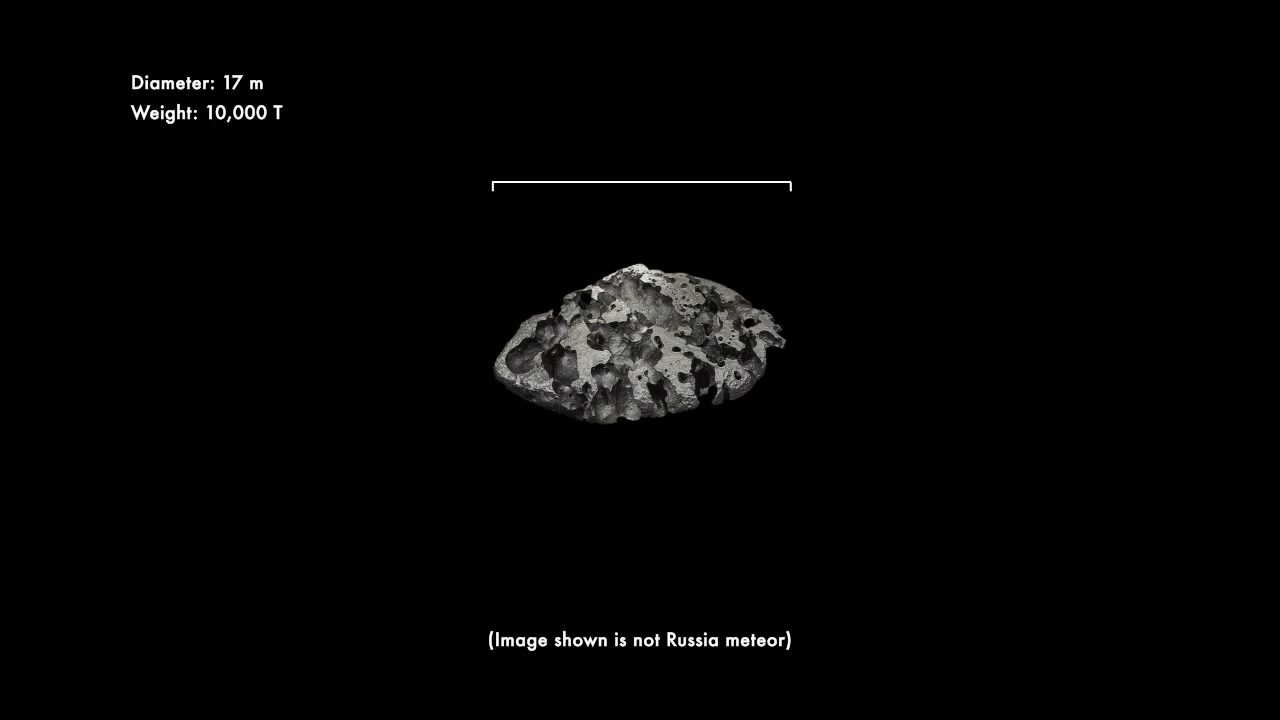 Diameter: 17 m
Weight: 10,000 T
(Image shown is not Russia meteor)